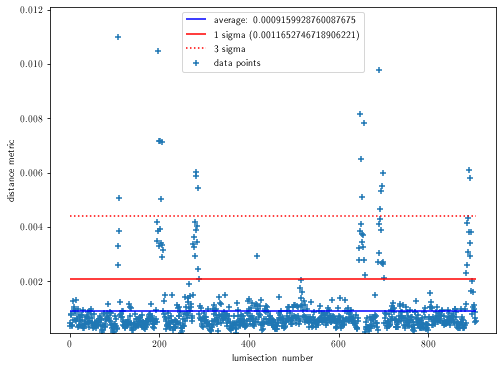 0.012
0.010
0.008
0.006
0.004
0.002
distance metric
average: 0.0009159928760087675
1 sigma (0.0011652746718906221)
3 sigma
data points
0
200
400
600
800
lumisection number